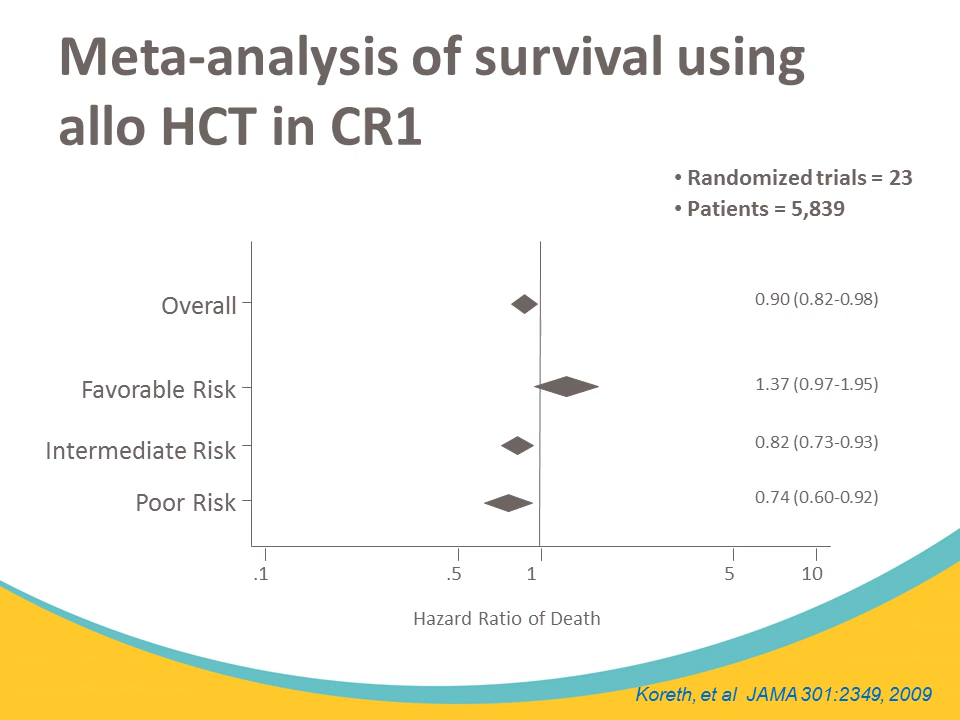 Meta-analysis of survival using
allo HCT in CR1
• Randomized trials = 23
• Patients = 5,839
Overall 0.90 (0.82-0.98)
Favorable Risk 1.37 (0.97-1.95)
Intermediate Risk 0.82 (0.73-0.93)
Poor Risk 0.74 (0.60-0.92)
.1 .5 1 5 10
Hazard Ratio of Death
Koreth, et al JAMA 301:2349, 2009